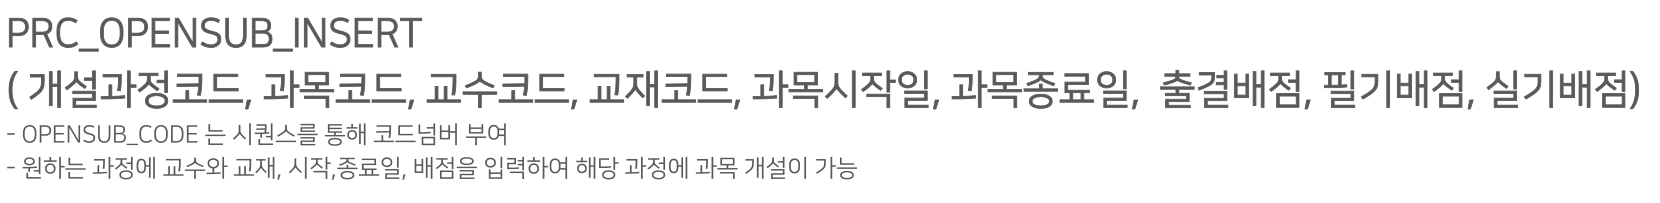 PRC_OPENSUB_INSERT
( 개설과정코드, 과목코드, 교수코드, 교재코드, 과목시작일, 과목종료일,  출결배점, 필기배점, 실기배점)
- OPENSUB_CODE 는 시퀀스를 통해 코드넘버 부여
- 원하는 과정에 교수와 교재, 시작,종료일, 배점을 입력하여 해당 과정에 과목 개설이 가능